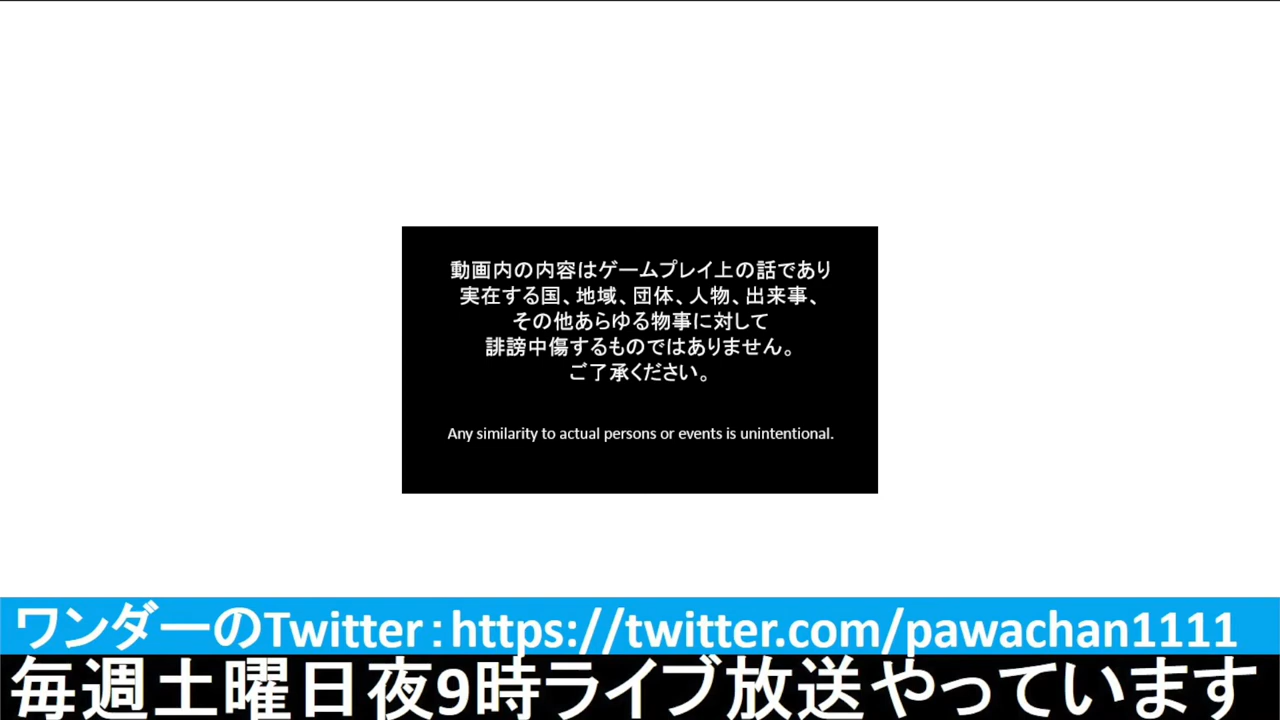 動画内の内容はゲームプレイ上の話であり
実在する国、地域、団体、人物、出来事、
その他あらゆる物事に対して
誹謗中傷するものではありません。
ご了承ください。
Any similarity to actual persons or events is unintentional.
ワンダーのTwitter：https://twitter.com/pawachan1111
毎週土曜日夜9時ライブ放送やっています